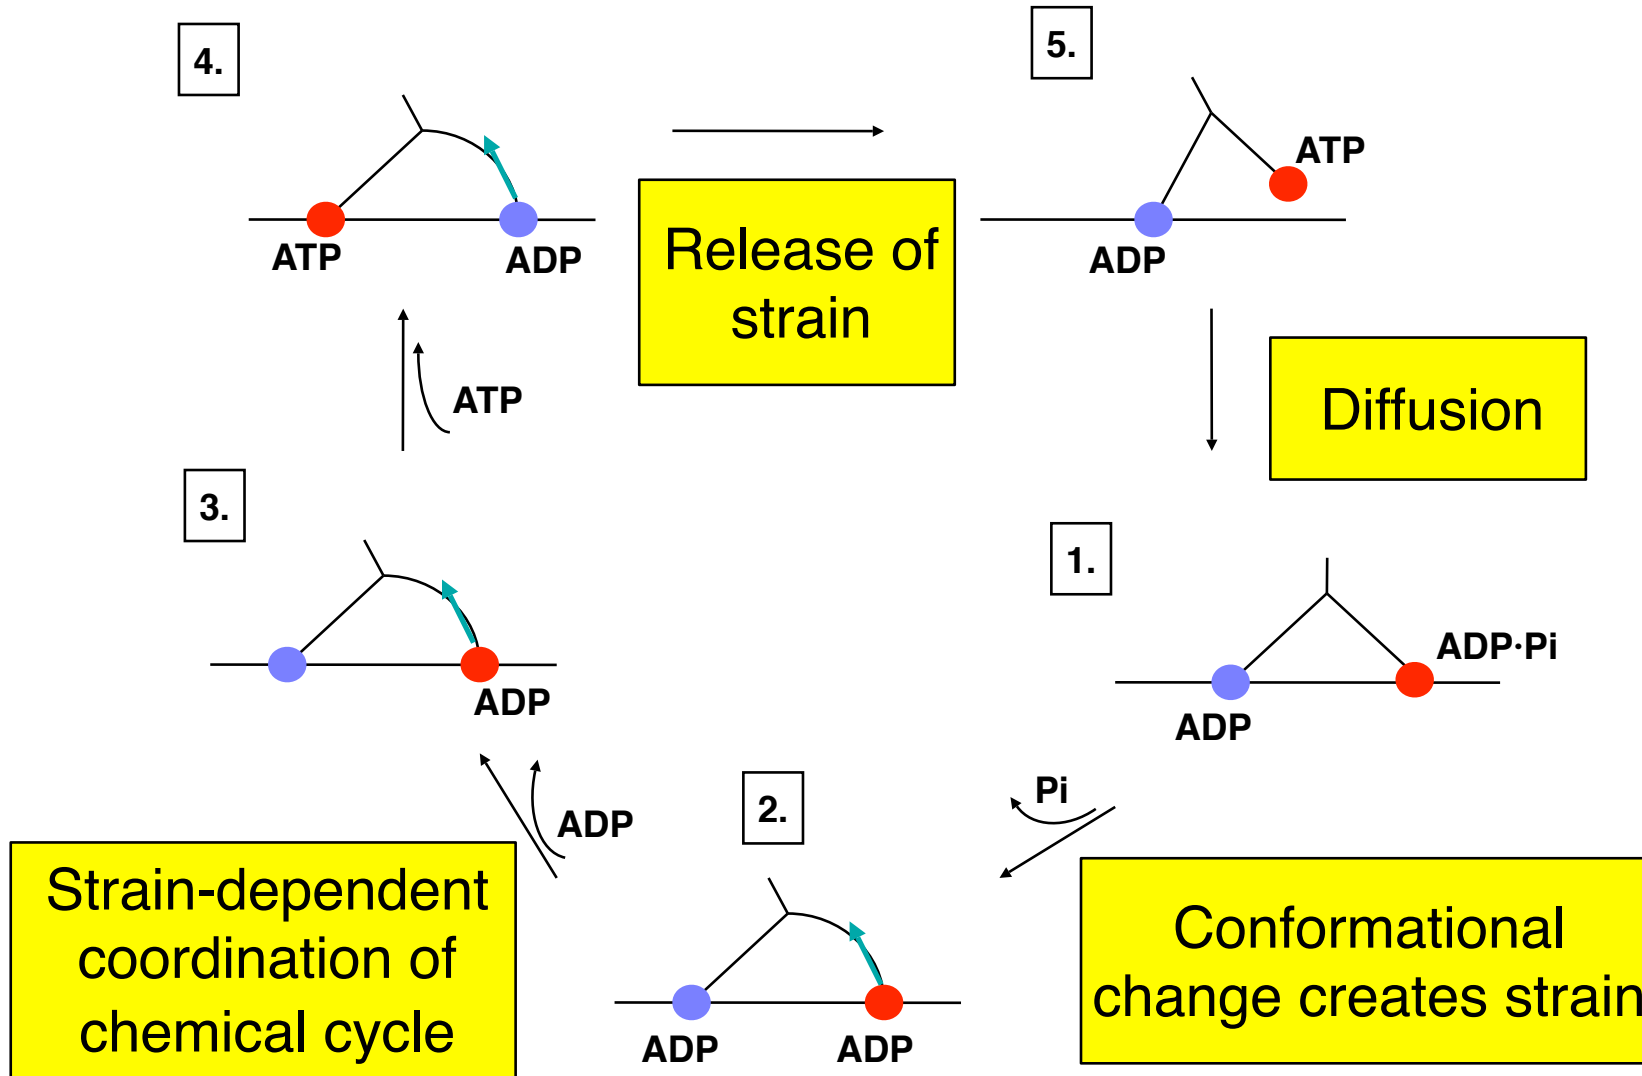 4.
5.
ATP
ATP
ADP
ADP
Release of
strain
ATP
Diffusion
3.
1.
ADP·Pi
ADP
ADP
Pi
2.
ADP
Strain-dependent
coordination of
chemical cycle
Conformational
change creates strain
ADP
ADP